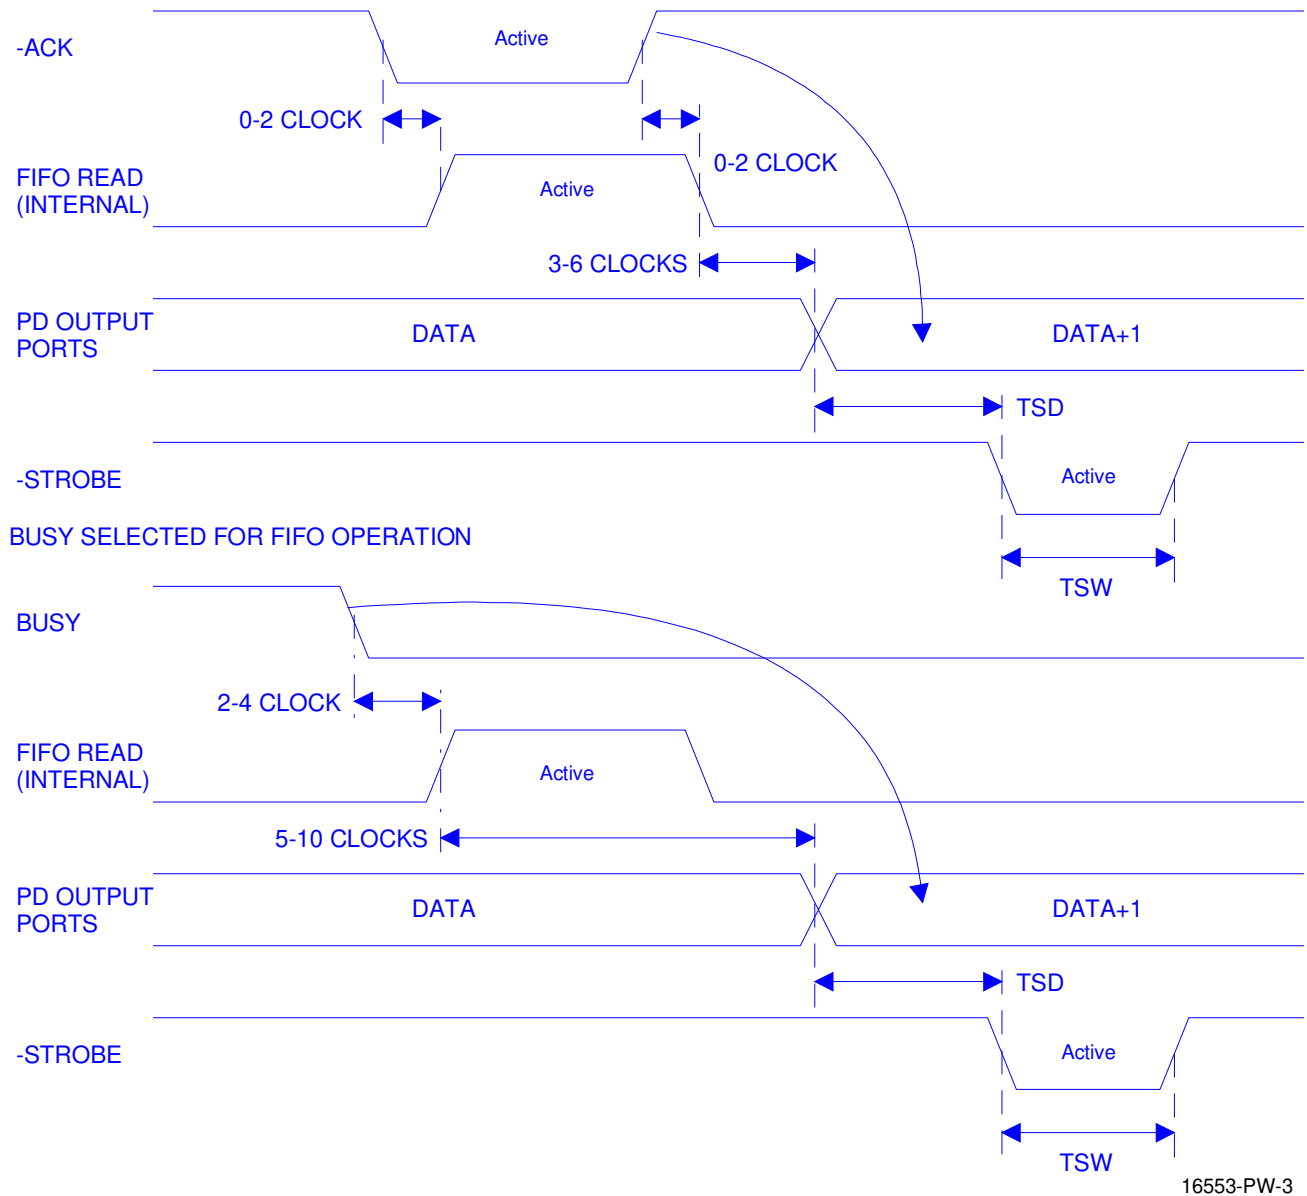 -ACK
Active
0-2 CLOCK
0-2 CLOCK
FIFO READ
(INTERNAL)
Active
3-6 CLOCKS
PD OUTPUT
PORTS
DATA
DATA+1
TSD
-STROBE
Active
BUSY SELECTED FOR FIFO OPERATION
TSW
BUSY
2-4 CLOCK
FIFO READ
(INTERNAL)
Active
5-10 CLOCKS
PD OUTPUT
PORTS
DATA
DATA+1
TSD
-STROBE
Active
TSW
16553-PW-3